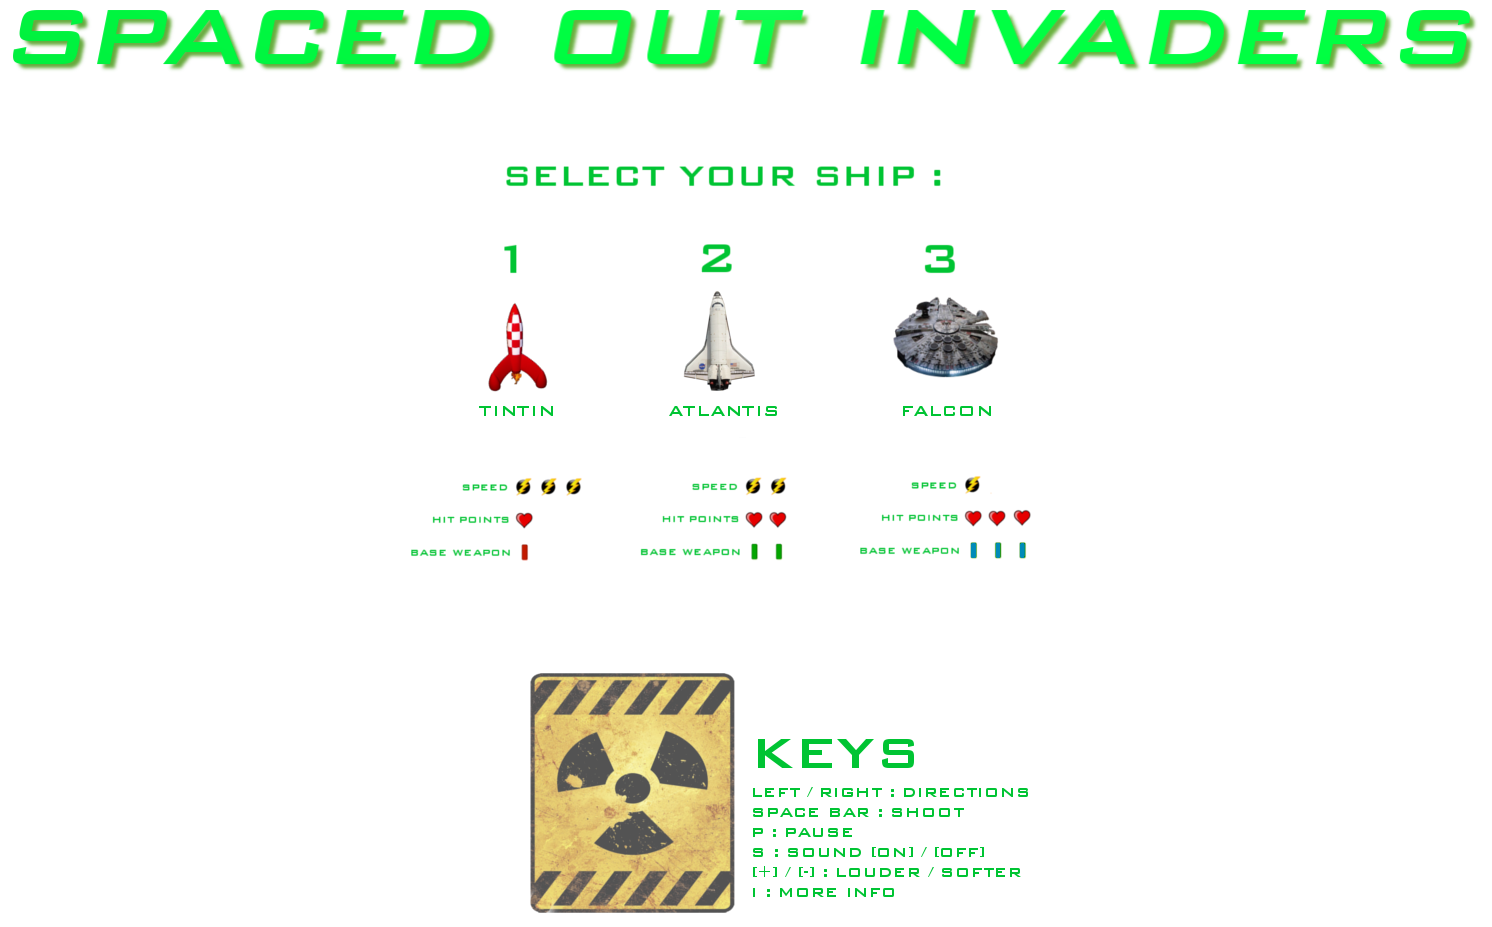 SPACED OUT INVADERS
SELECT YOUR SHIP :
1 2 3
TINTIN ATLANTIS FALCON
SPEED SPEED SPEED
HIT POINTS HIT POINTS HIT POINTS
BASE WEAPON BASE WEAPON BASE WEAPON
KEYS
LEFT / RIGHT : DIRECTIONS
SPACE BAR : SHOOT
P : PAUSE
S : SOUND [ON] / [OFF]
[+] / [-] : LOUDER / SOFTER
I : MORE INFO